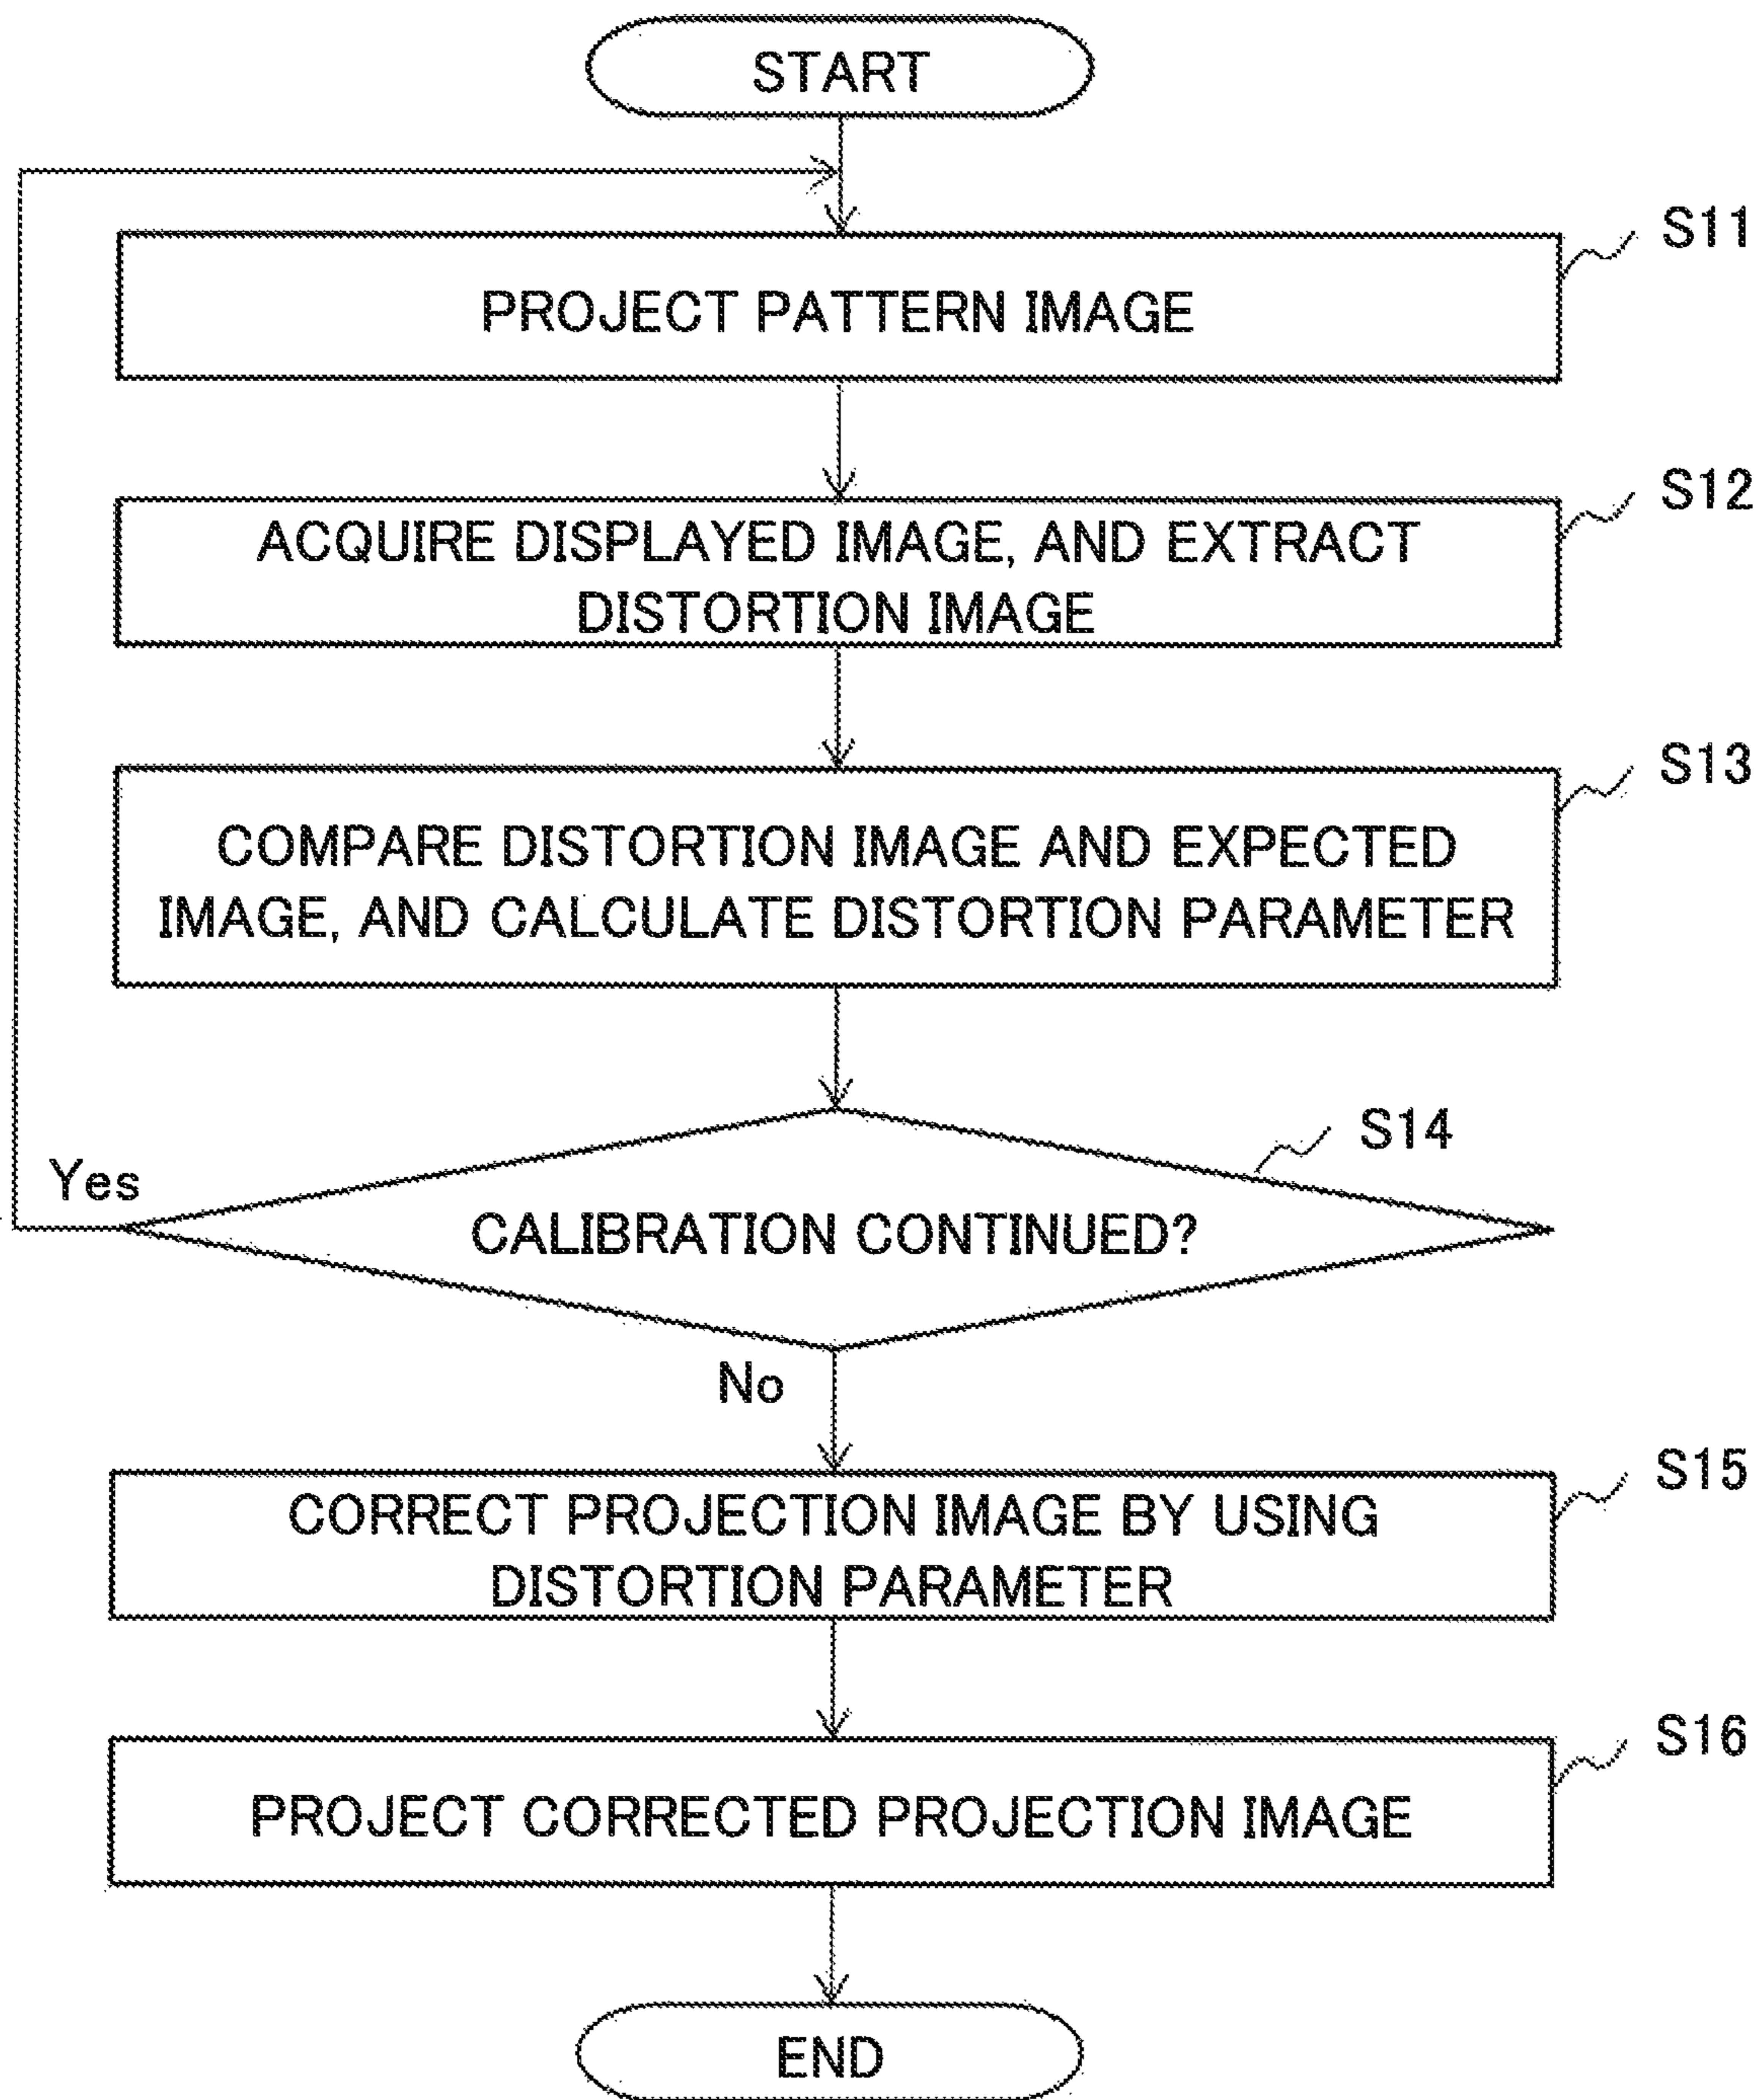 START
S11
PROJECT PATTERN IMAGE
S12
ACQUIRE DISPLAYED IMAGE, AND EXTRACT
DISTORTION IMAGE
S13
COMPARE DISTORTION IMAGE AND EXPECTED
IMAGE, AND CALCULATE DISTORTION PARAMETER
S14
Yes
CALIBRATION CONTINUED?
No
S15
CORRECT PROJECTION IMAGE BY USING
DISTORTION PARAMETER
S16
PROJECT CORRECTED PROJECTION IMAGE
END